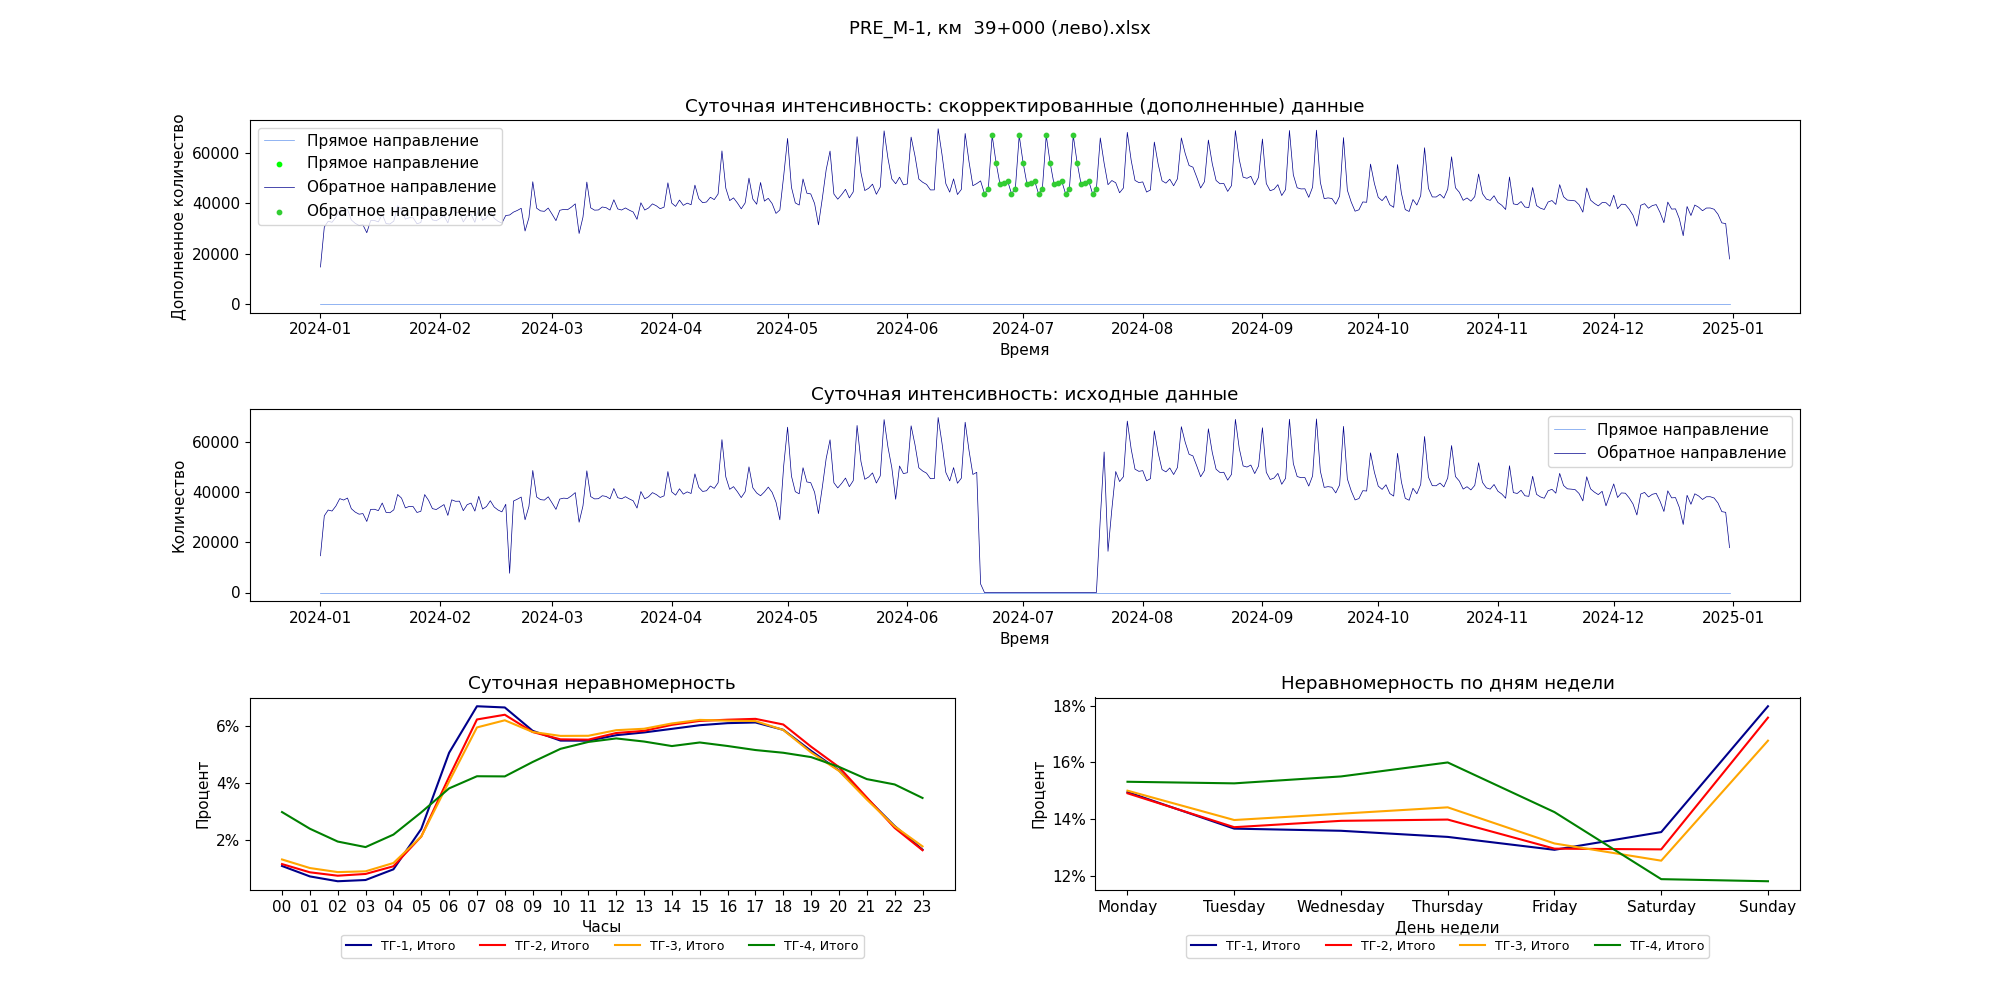 PRE_M-1, км  39+000 (лево).xlsx
Суточная интенсивность: скорректированные (дополненные) данные
Дополненное количество
60000
40000
20000
0
Прямое направление
Прямое направление
Обратное направление
Обратное направление
2024-01 2024-02 2024-03 2024-04 2024-05 2024-06 2024-07 2024-08 2024-09 2024-10 2024-11 2024-12 2025-01
Время
Суточная интенсивность: исходные данные
Количество
60000
40000
20000
0
Прямое направление
Обратное направление
2024-01 2024-02 2024-03 2024-04 2024-05 2024-06 2024-07 2024-08 2024-09 2024-10 2024-11 2024-12 2025-01
Время
Суточная неравномерность
Процент
6%
4%
2%
00 01 02 03 04 05 06 07 08 09 10 11 12 13 14 15 16 17 18 19 20 21 22 23
Часы
ТГ-1, Итого ТГ-2, Итого ТГ-3, Итого ТГ-4, Итого
Неравномерность по дням недели
Процент
18%
16%
14%
12%
Monday Tuesday Wednesday Thursday Friday Saturday Sunday
День недели
ТГ-1, Итого ТГ-2, Итого ТГ-3, Итого ТГ-4, Итого